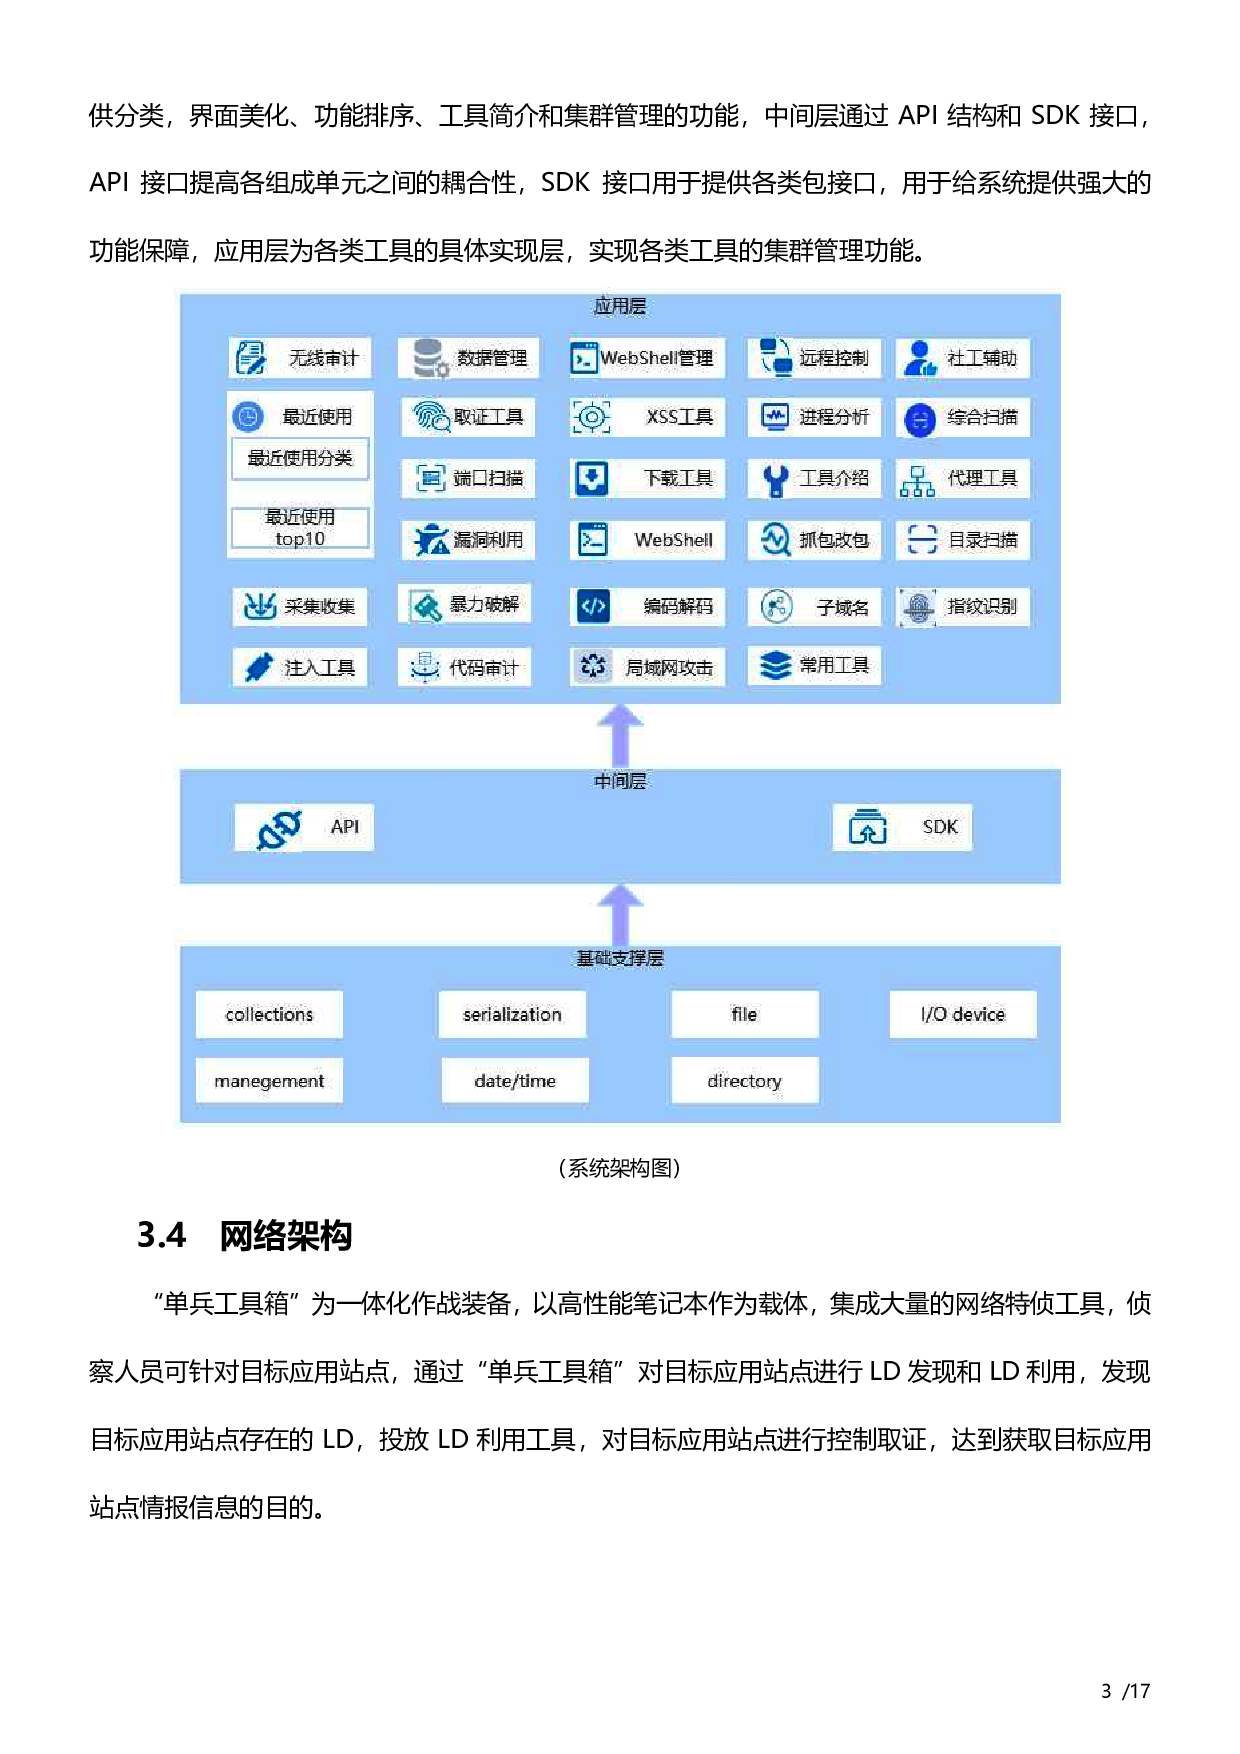 供分类，界面美化、功能排序、工具简介和集群管理的功能，中间层通过 API 结构和 SDK 接口，
API 接口提高各组成单元之间的耦合性，SDK 接口用于提供各类包接口，用于给系统提供强大的
功能保障，应用层为各类工具的具体实现层，实现各类工具的集群管理功能。
应用层
无线审计 数据管理 WebShell管理 远程控制 社工辅助
最近使用 取证工具 XSS工具 进程分析 综合扫描
最近使用分类
端口扫描 下载工具 工具介绍 代理工具
最近使用
top10
漏洞利用 WebShell 抓包改包 目录扫描
采集收集 暴力破解 编码解码 子域名 指纹识别
注入工具 代码审计 局域网攻击 常用工具
中间层
API SDK
基础支撑层
collections serialization file I/O device
manegement date/time directory
（系统架构图）
3.4 网络架构
“单兵工具箱”为一体化作战装备，以高性能笔记本作为载体，集成大量的网络特侦工具，侦
察人员可针对目标应用站点，通过“单兵工具箱”对目标应用站点进行 LD 发现和 LD 利用，发现
目标应用站点存在的 LD，投放 LD 利用工具，对目标应用站点进行控制取证，达到获取目标应用
站点情报信息的目的。
3 /17